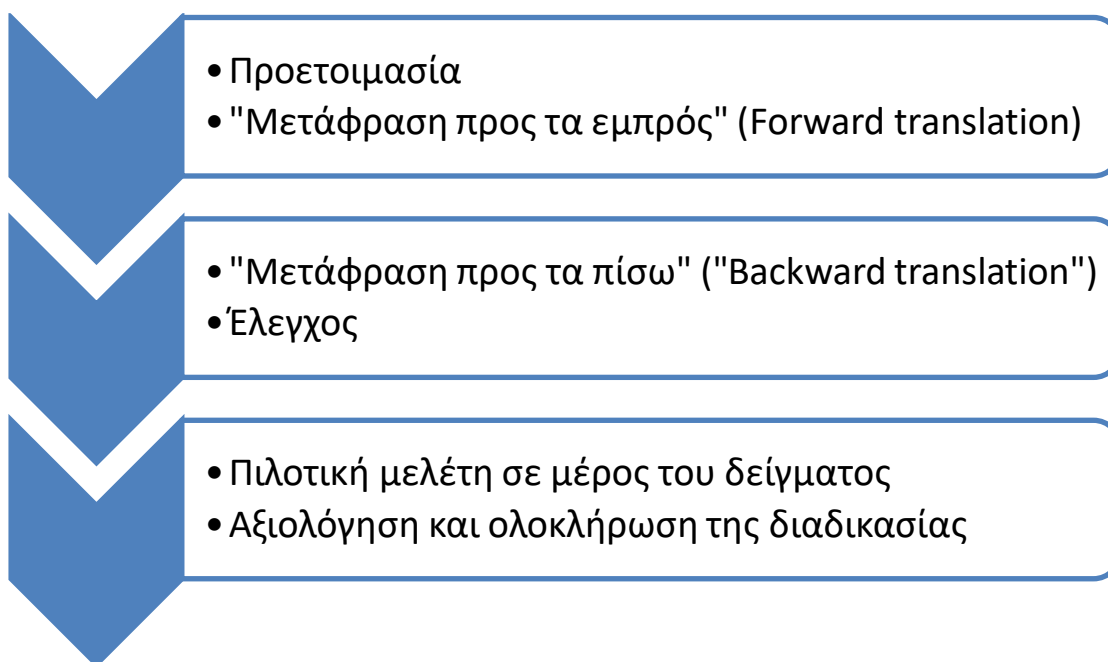 •Προετοιμασία
•"Μετάφραση προς τα εμπρός" (Forward translation)
•"Μετάφραση προς τα πίσω" ("Backward translation")
•Έλεγχος
•Πιλοτική μελέτη σε μέρος του δείγματος
•Αξιολόγηση και ολοκλήρωση της διαδικασίας